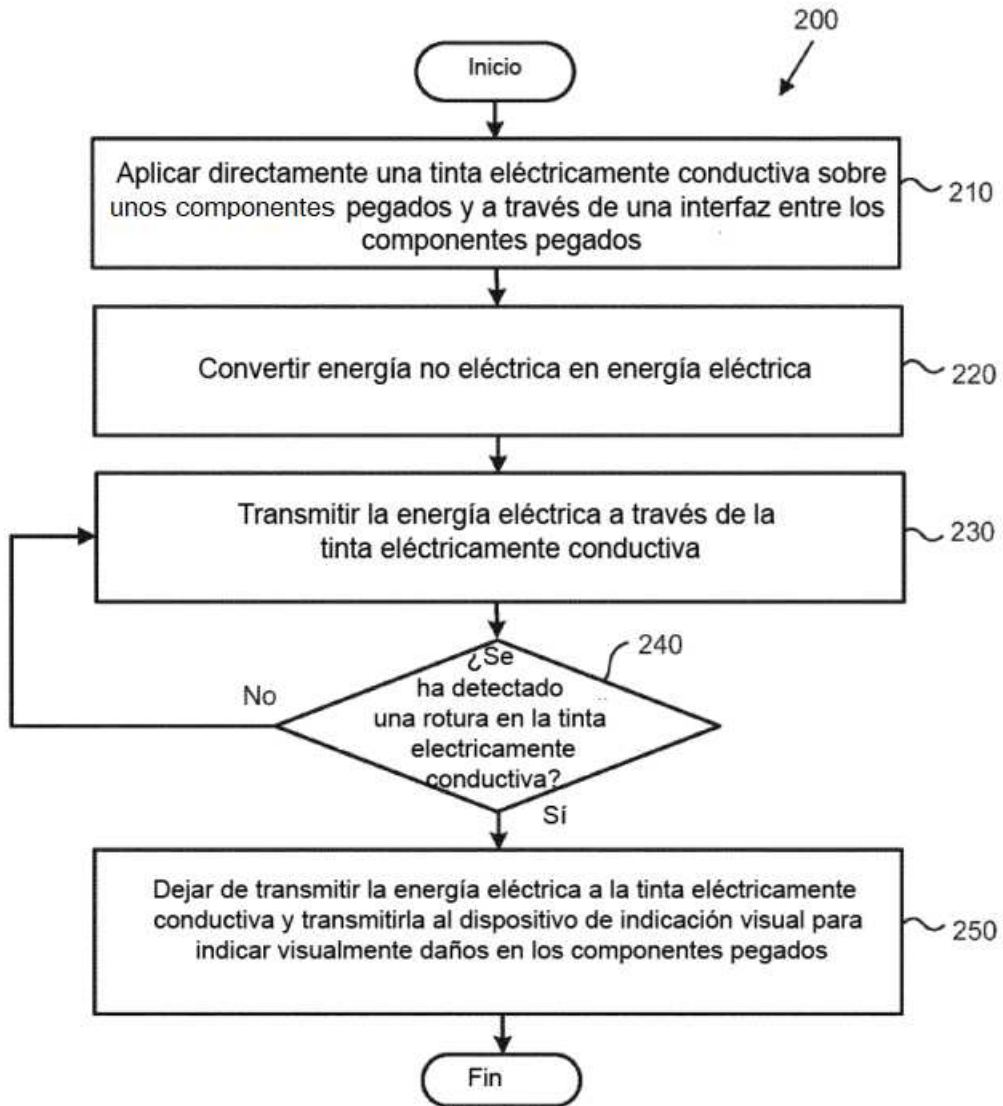 200
Inicio
Aplicar directamente una tinta eléctricamente conductiva sobre
unos componentes pegados y a través de una interfaz entre los
componentes pegados
210
Convertir energía no eléctrica en energía eléctrica
220
Transmitir la energía eléctrica a través de la
tinta eléctricamente conductiva
230
240
¿Se
ha detectado
una rotura en la tinta
electricamente
conductiva?
No
Sí
Dejar de transmitir la energía eléctrica a la tinta eléctricamente
conductiva y transmitirla al dispositivo de indicación visual para
indicar visualmente daños en los componentes pegados
250
Fin